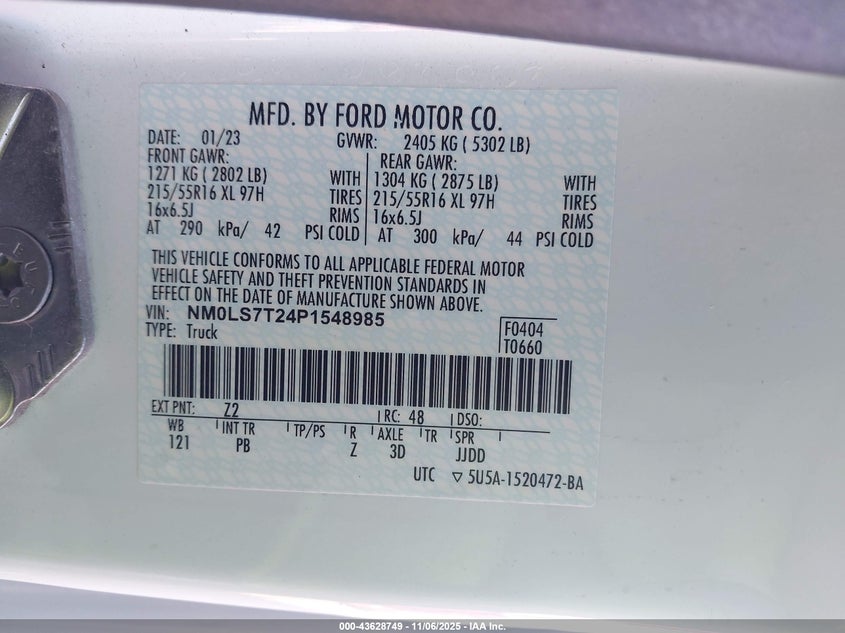 MFD. BY FORD MOTOR CO.
DATE: 01/23 GVWR: 2405 KG ( 5302 LB)
FRONT GAWR: REAR GAWR:
1271 KG ( 2802 LB) WITH 1304 KG ( 2875 LB) WITH
215/55R16 XL 97H TIRES 215/55R16 XL 97H TIRES
16x6.5J RIMS 16x6.5J RIMS
AT 290 kPa/ 42 PSI COLD AT 300 kPa/ 44 PSI COLD
THIS VEHICLE CONFORMS TO ALL APPLICABLE FEDERAL MOTOR
VEHICLE SAFETY AND THEFT PREVENTION STANDARDS IN
EFFECT ON THE DATE OF MANUFACTURE SHOWN ABOVE.
VIN: NM0LS7T24P1548985 F0404
TYPE: Truck T0660
EXT PNT: Z2 RC: 48 DSO:
WB INT TR TP/PS R AXLE TR SPR
121 PB Z 3D JJDD
UTC ▽ 5U5A-1520472-BA
000-43628749 - 11/06/2025 - IAA, Inc.